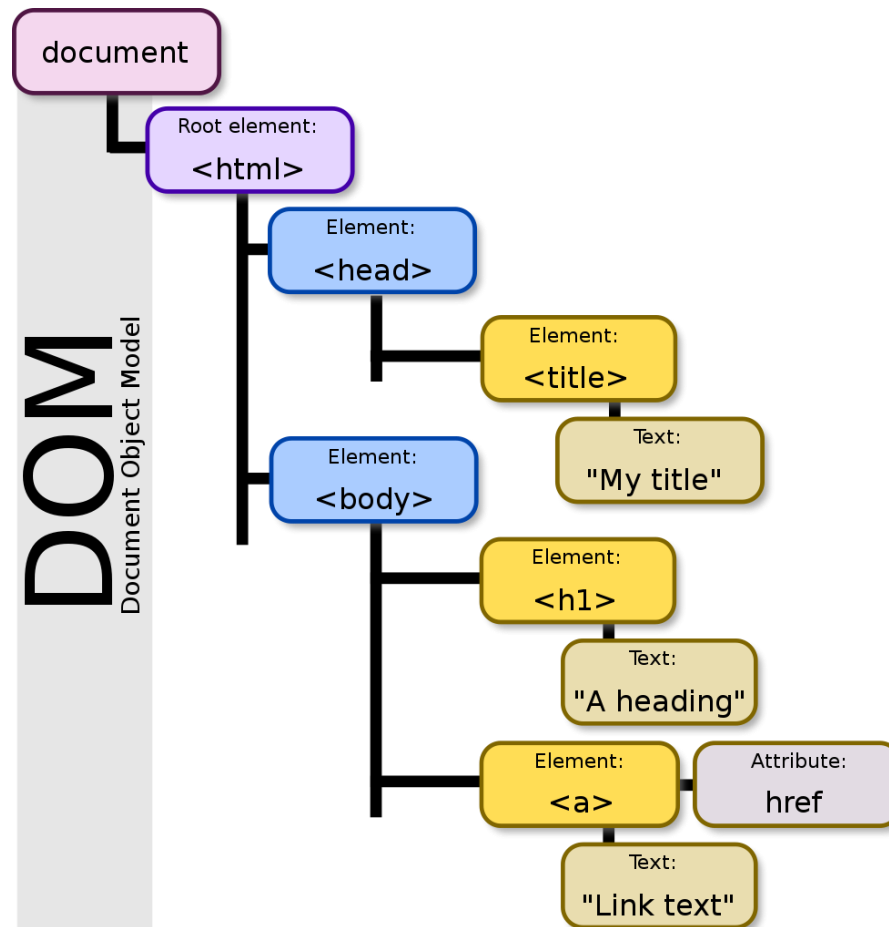 document
Root element:
<html>
Element:
<head>
Element:
<title>
Text:
"My title"
DOM
Document Object Model
Element:
<body>
Element:
<h1>
Text:
"A heading"
Element:
<a>
Attribute:
href
Text:
"Link text"